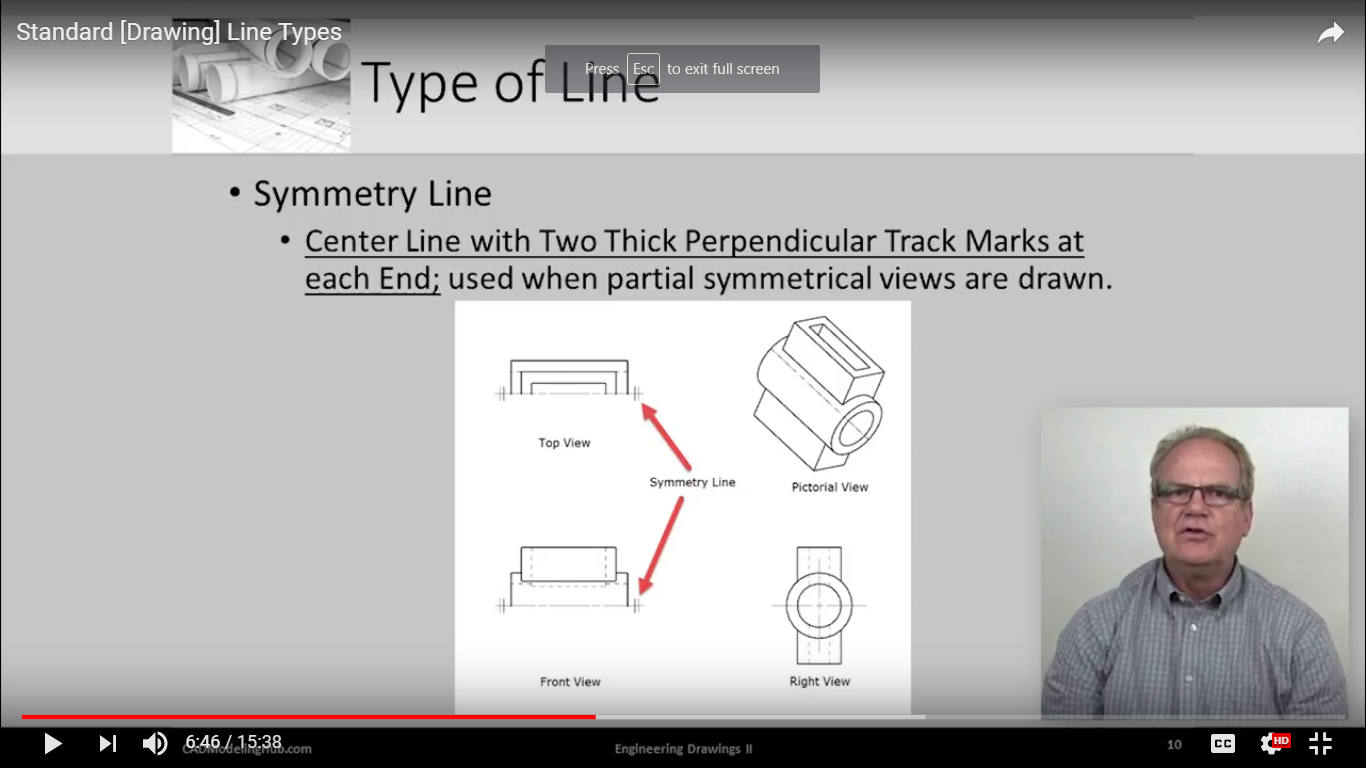 Standard [Drawing] Line Types
Press Esc to exit full screen
Type of Line
• Symmetry Line
• Center Line with Two Thick Perpendicular Track Marks at
each End; used when partial symmetrical views are drawn.
Top View
Symmetry Line
Pictorial View
Front View
Right View
6:46 / 15:38
CADModelingHub.com
Engineering Drawings II
10
CC
HD